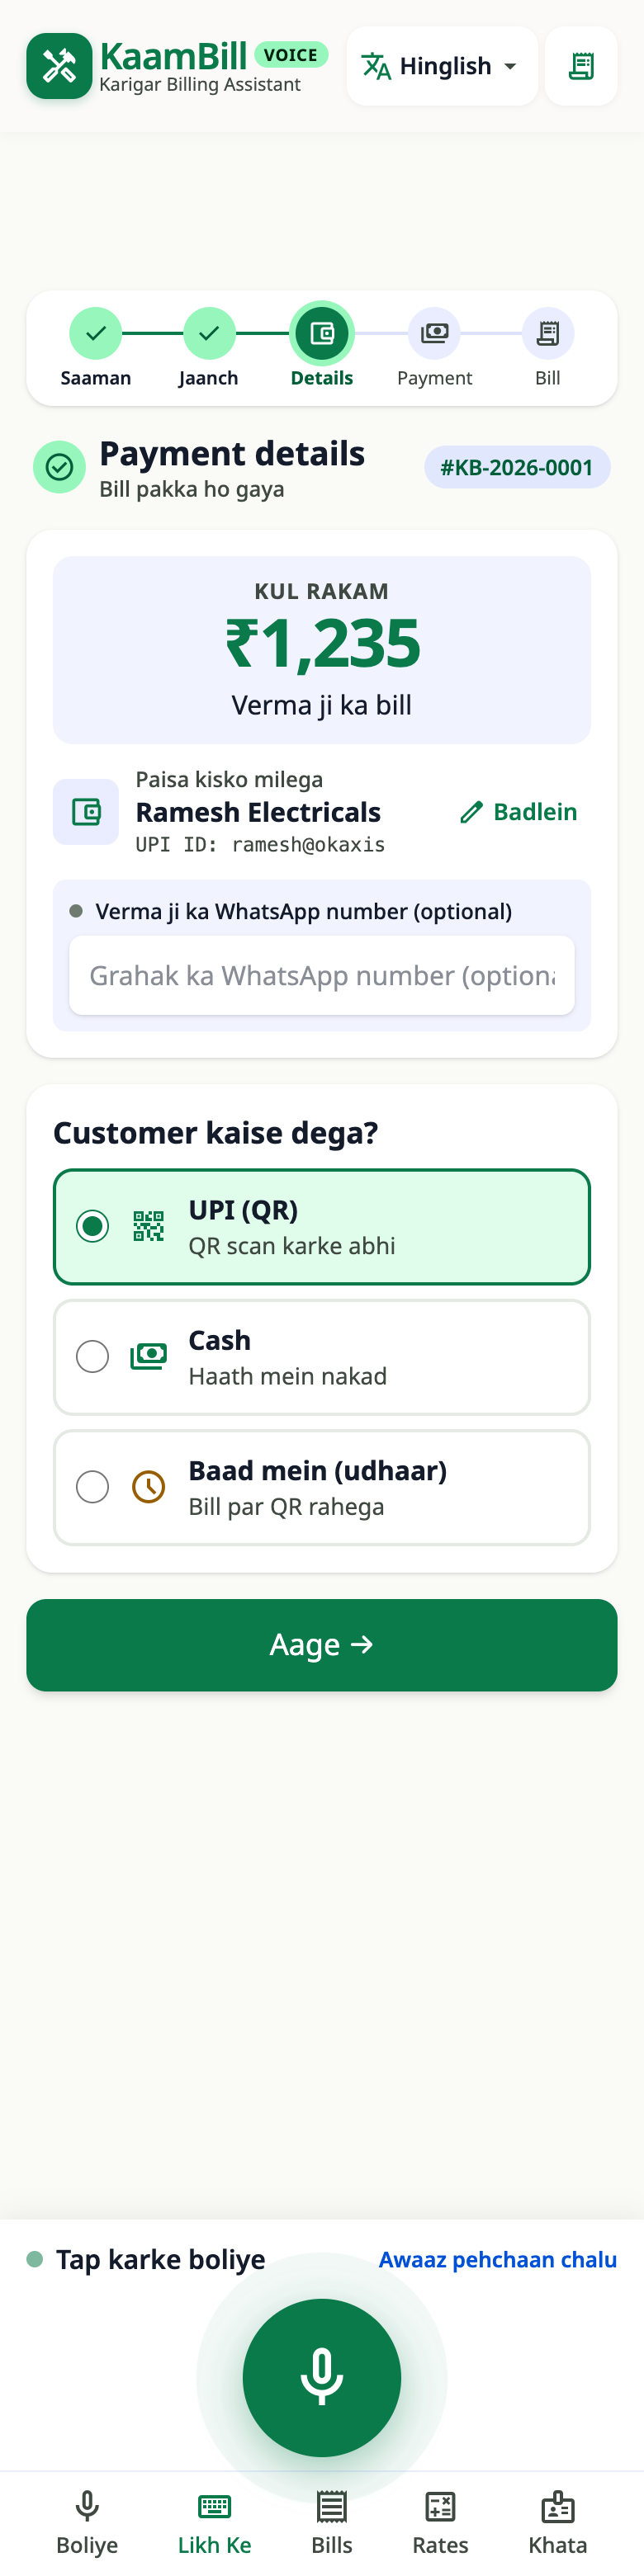 KaamBill VOICE
Karigar Billing Assistant
Hinglish
Saaman
Jaanch
Details
Payment
Bill
Payment details
Bill pakka ho gaya
#KB-2026-0001
KUL RAKAM
₹1,235
Verma ji ka bill
Paisa kisko milega
Ramesh Electricals
UPI ID: ramesh@okaxis
Badlein
Verma ji ka WhatsApp number (optional)
Grahak ka WhatsApp number (optiona
Customer kaise dega?
UPI (QR)
QR scan karke abhi
Cash
Haath mein nakad
Baad mein (udhaar)
Bill par QR rahega
Aage →
Tap karke boliye
Awaaz pehchaan chalu
Boliye
Likh Ke
Bills
Rates
Khata